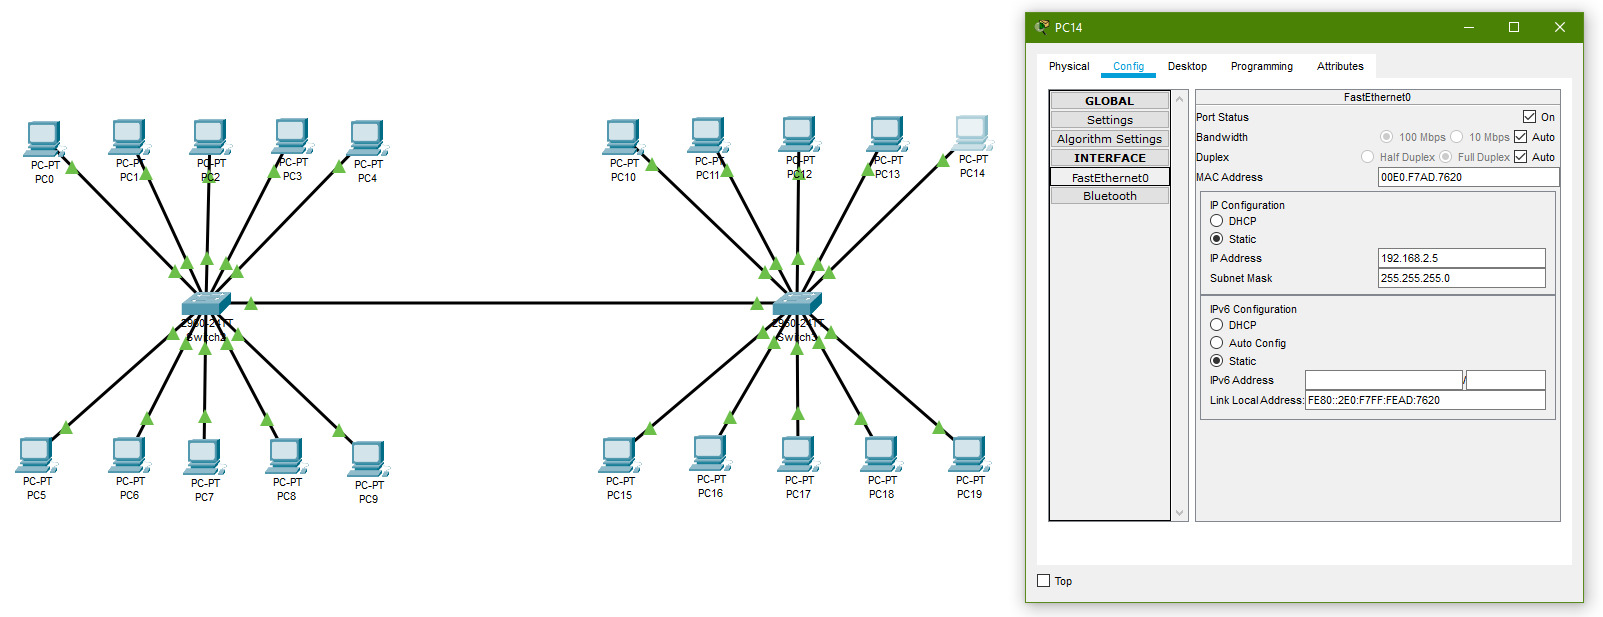 PC-PT
PC0
PC-PT
PC1
PC-PT
PC2
PC-PT
PC3
PC-PT
PC4
PC-PT
PC10
PC-PT
PC11
PC-PT
PC12
PC-PT
PC13
PC-PT
PC14
2960-24TT
Switch2
2960-24TT
Switch3
PC-PT
PC5
PC-PT
PC6
PC-PT
PC7
PC-PT
PC8
PC-PT
PC9
PC-PT
PC15
PC-PT
PC16
PC-PT
PC17
PC-PT
PC18
PC-PT
PC19
PC14
Physical Config Desktop Programming Attributes
GLOBAL
Settings
Algorithm Settings
INTERFACE
FastEthernet0
Bluetooth
FastEthernet0
Port Status On
Bandwidth 100 Mbps 10 Mbps Auto
Duplex Half Duplex Full Duplex Auto
MAC Address 00E0.F7AD.7620
IP Configuration
DHCP
Static
IP Address 192.168.2.5
Subnet Mask 255.255.255.0
IPv6 Configuration
DHCP
Auto Config
Static
IPv6 Address /
Link Local Address: FE80::2E0:F7FF:FEAD:7620
Top